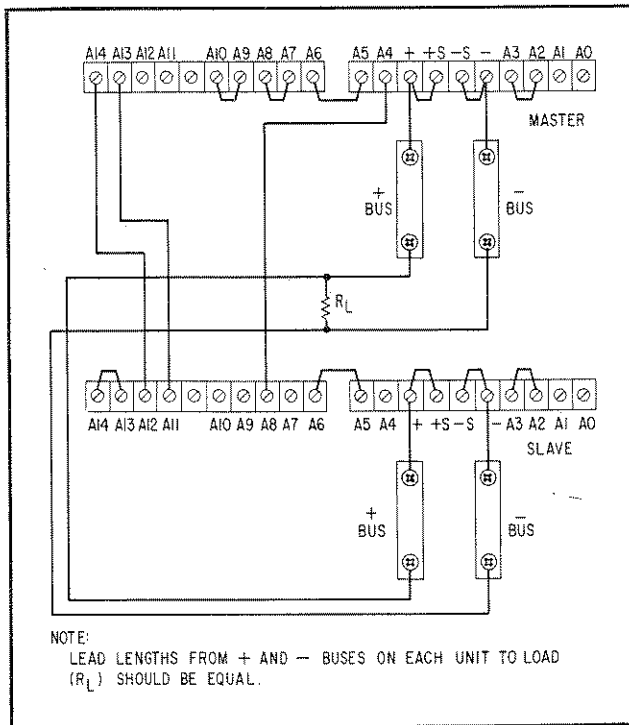 A14 A13 A12 A11 A10 A9 A8 A7 A6 A5 A4 + +S -S - A3 A2 A1 A0
MASTER
+
BUS
-
BUS
RL
A14 A13 A12 A11 A10 A9 A8 A7 A6 A5 A4 + +S -S - A3 A2 A1 A0
SLAVE
+
BUS
-
BUS
NOTE:
LEAD LENGTHS FROM + AND - BUSES ON EACH UNIT TO LOAD
(RL) SHOULD BE EQUAL.